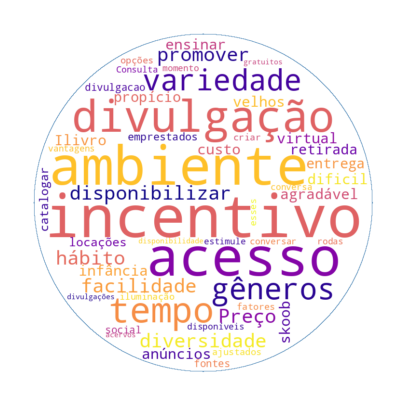 ensinar
opções promover gratuitos
Consulta momento
divulgacao variedade
propício velhos
divulgação
Ilivro emprestados criar virtual
vantagens custo retirada
ambiente entrega
conversa difícil
catalogar disponibilizar agradável
incentivo
locações disponibilidade estimule conversar rodas
hábito acesso
infância
facilidade gêneros
divulgações iluminação
tempo fatores
Preço skoob
social disponíveis
acervos diversidade
anúncios ajustados
fontes